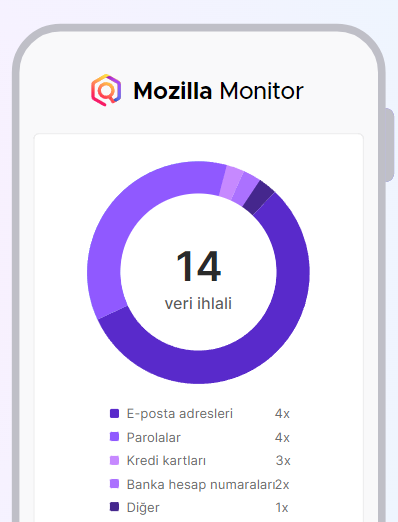 Mozilla Monitor
14
veri ihlali
E-posta adresleri 4x
Parolalar 4x
Kredi kartları 3x
Banka hesap numaraları 2x
Diğer 1x